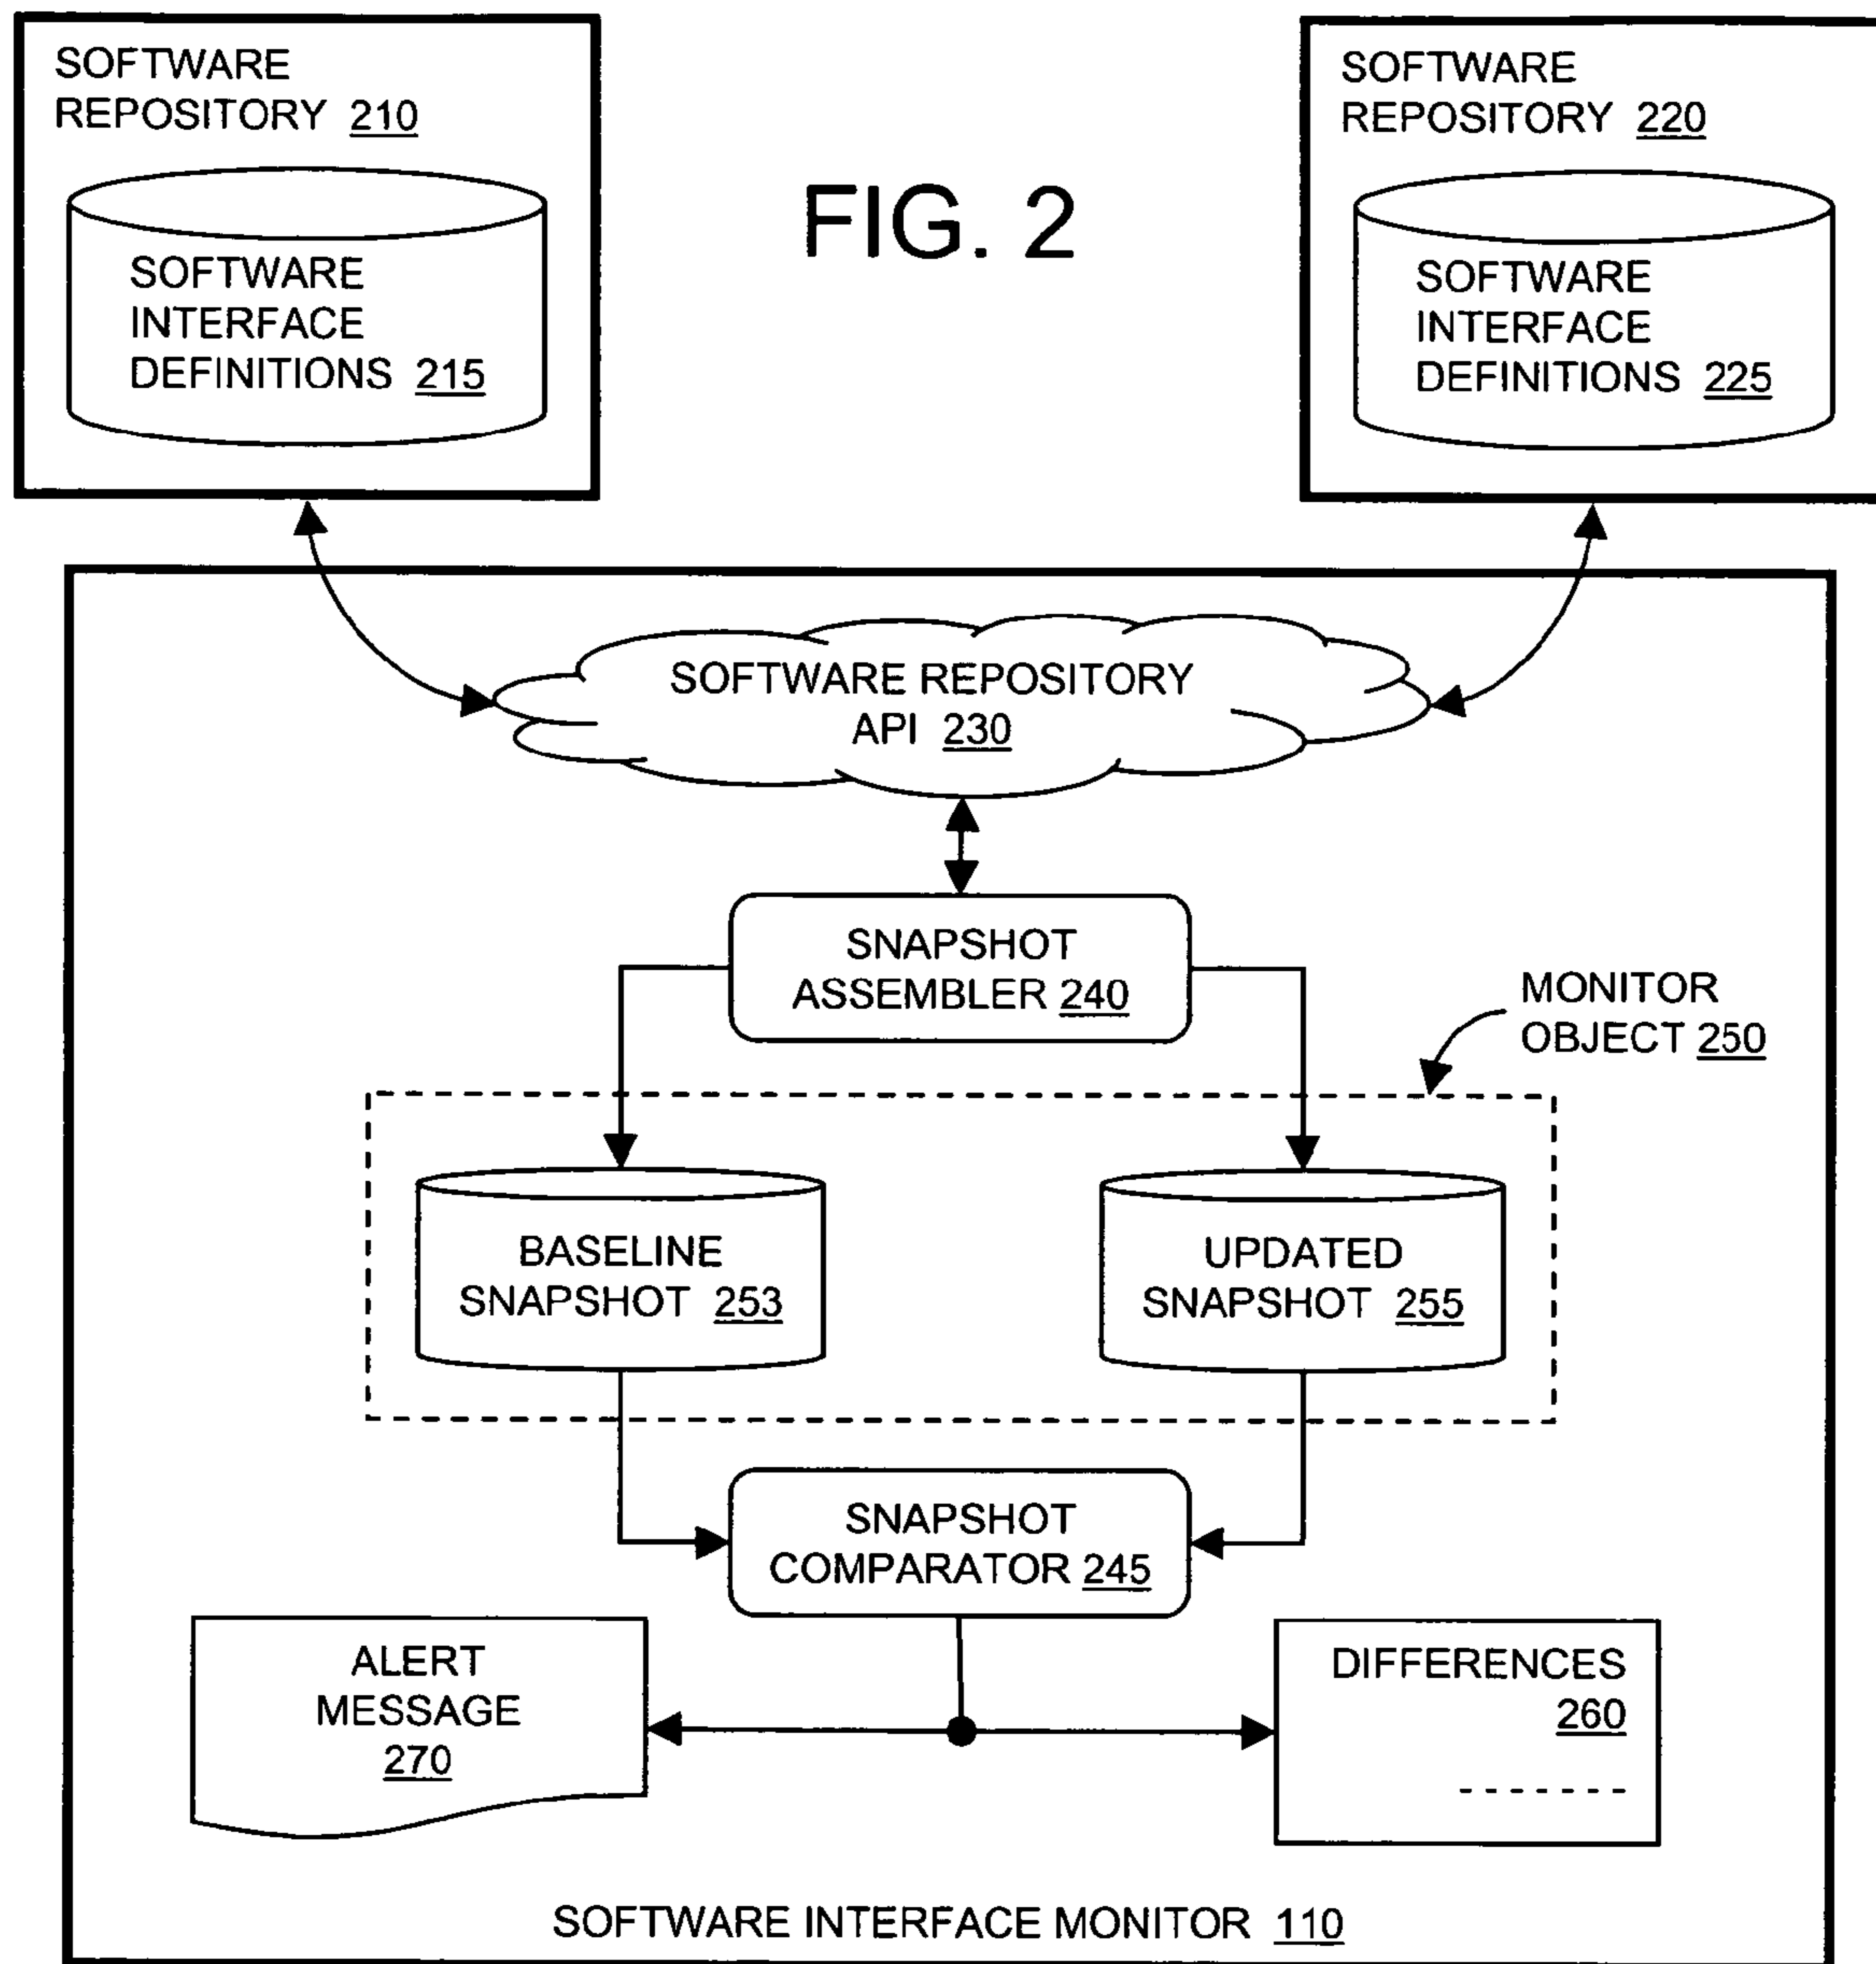 SOFTWARE
REPOSITORY 210
SOFTWARE
INTERFACE
DEFINITIONS 215
FIG. 2
SOFTWARE
REPOSITORY 220
SOFTWARE
INTERFACE
DEFINITIONS 225
SOFTWARE REPOSITORY
API 230
SNAPSHOT
ASSEMBLER 240
MONITOR
OBJECT 250
BASELINE
SNAPSHOT 253
UPDATED
SNAPSHOT 255
SNAPSHOT
COMPARATOR 245
ALERT
MESSAGE
270
DIFFERENCES
260
SOFTWARE INTERFACE MONITOR 110